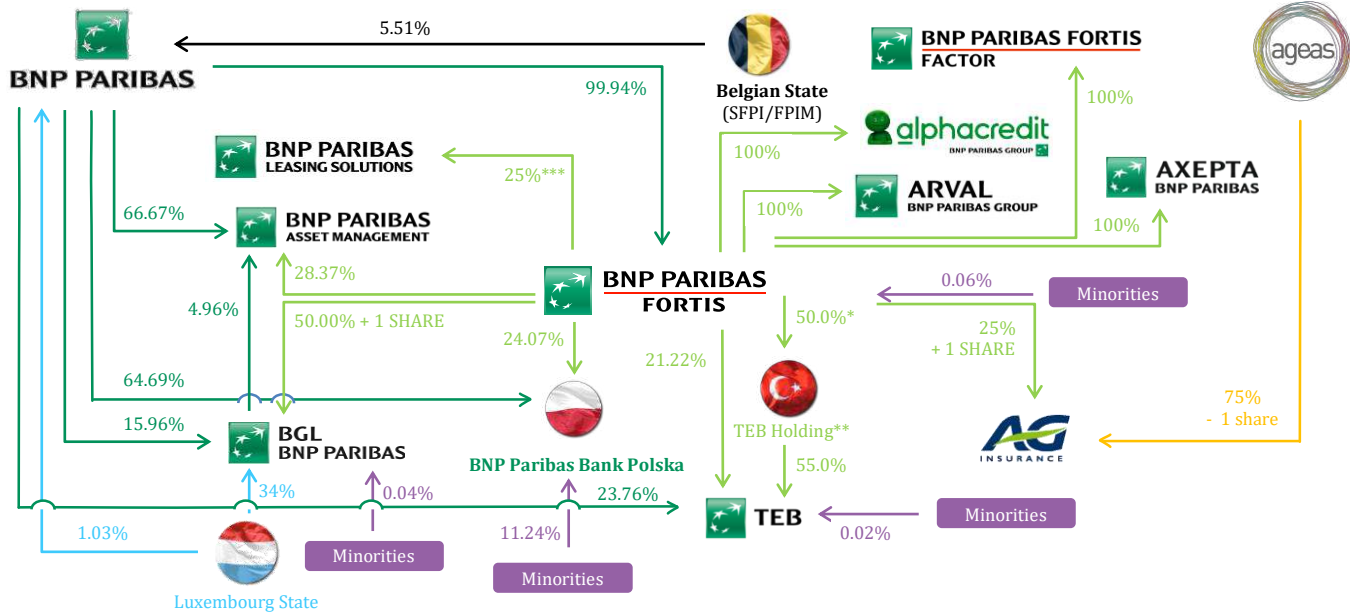 5.51%
BNP PARIBAS
99.94%
Belgian State
(SFPI/FPIM)
BNP PARIBAS FORTIS
FACTOR
ageas
100%
alphacredit
BNP PARIBAS GROUP
100%
BNP PARIBAS
LEASING SOLUTIONS
25%***
ARVAL
BNP PARIBAS GROUP
100%
AXEPTA
BNP PARIBAS
100%
66.67%
BNP PARIBAS
ASSET MANAGEMENT
28.37%
BNP PARIBAS
FORTIS
0.06%
Minorities
4.96%
50.00% + 1 SHARE
24.07%
21.22%
50.0%*
25%
+ 1 SHARE
64.69%
75%
- 1 share
15.96%
BGL
BNP PARIBAS
TEB Holding**
AG
INSURANCE
BNP Paribas Bank Polska
55.0%
34%
0.04%
23.76%
TEB
Minorities
1.03%
11.24%
0.02%
Minorities
Minorities
Luxembourg State